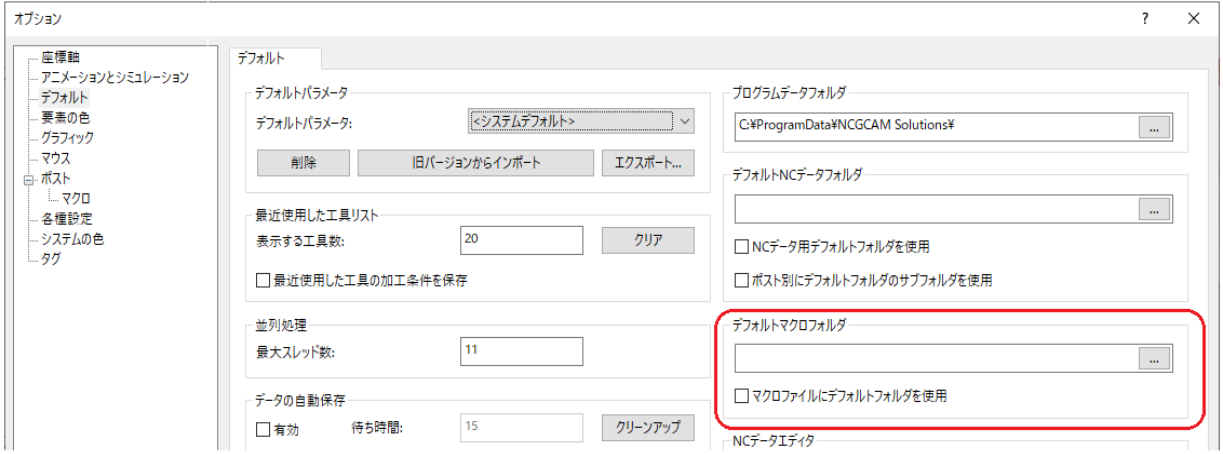 オプション
?
座標軸
アニメーションとシミュレーション
デフォルト
要素の色
グラフィック
マウス
ポスト
マクロ
各種設定
システムの色
タグ
デフォルト
デフォルトパラメータ
デフォルトパラメータ:
<システムデフォルト>
削除
旧バージョンからインポート
エクスポート...
最近使用した工具リスト
表示する工具数:
20
クリア
最近使用した工具の加工条件を保存
並列処理
最大スレッド数:
11
データの自動保存
有効
待ち時間:
15
クリーンアップ
プログラムデータフォルダ
C:¥ProgramData¥NCGCAM Solutions¥
...
デフォルトNCデータフォルダ
...
NCデータ用デフォルトフォルダを使用
ポスト別にデフォルトフォルダのサブフォルダを使用
デフォルトマクロフォルダ
...
マクロファイルにデフォルトフォルダを使用
NCデータエディタ